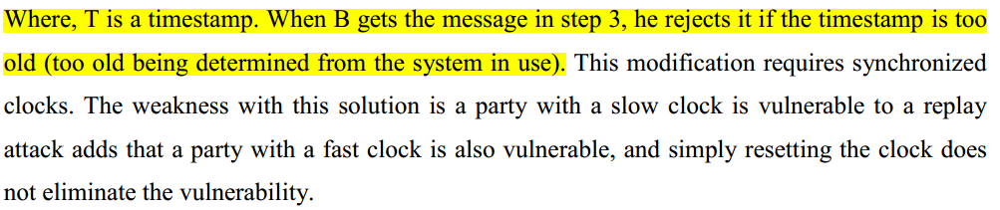 Where, T is a timestamp. When B gets the message in step 3, he rejects it if the timestamp is too
old (too old being determined from the system in use). This modification requires synchronized
clocks. The weakness with this solution is a party with a slow clock is vulnerable to a replay
attack adds that a party with a fast clock is also vulnerable, and simply resetting the clock does
not eliminate the vulnerability.